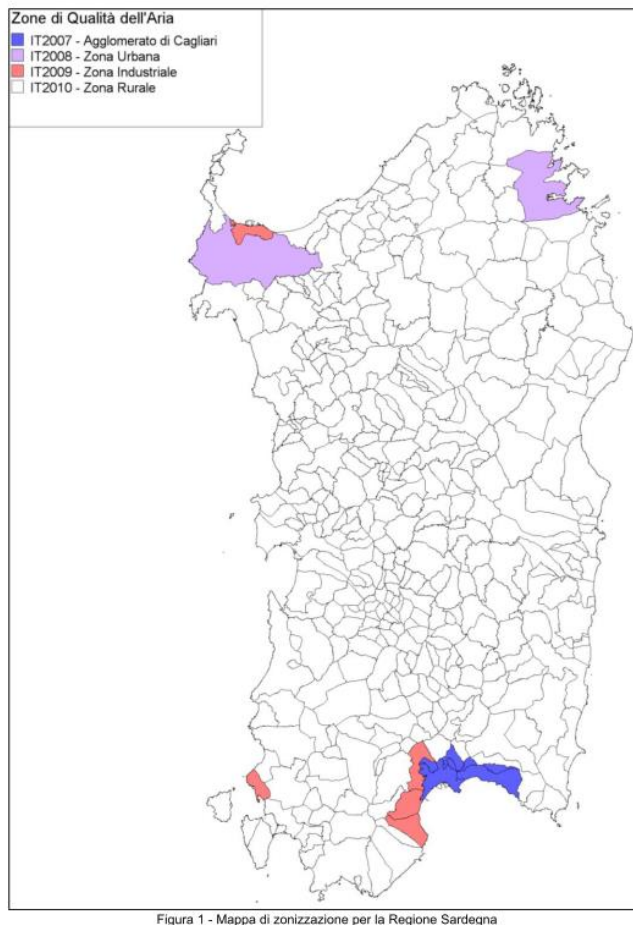 Zone di Qualità dell'Aria
IT2007 - Agglomerato di Cagliari
IT2008 - Zona Urbana
IT2009 - Zona Industriale
IT2010 - Zona Rurale
Figura 1 - Mappa di zonizzazione per la Regione Sardegna